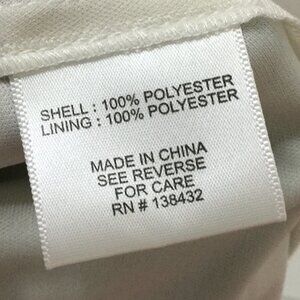 SHELL : 100% POLYESTER
LINING : 100% POLYESTER
MADE IN CHINA
SEE REVERSE
FOR CARE
RN # 138432